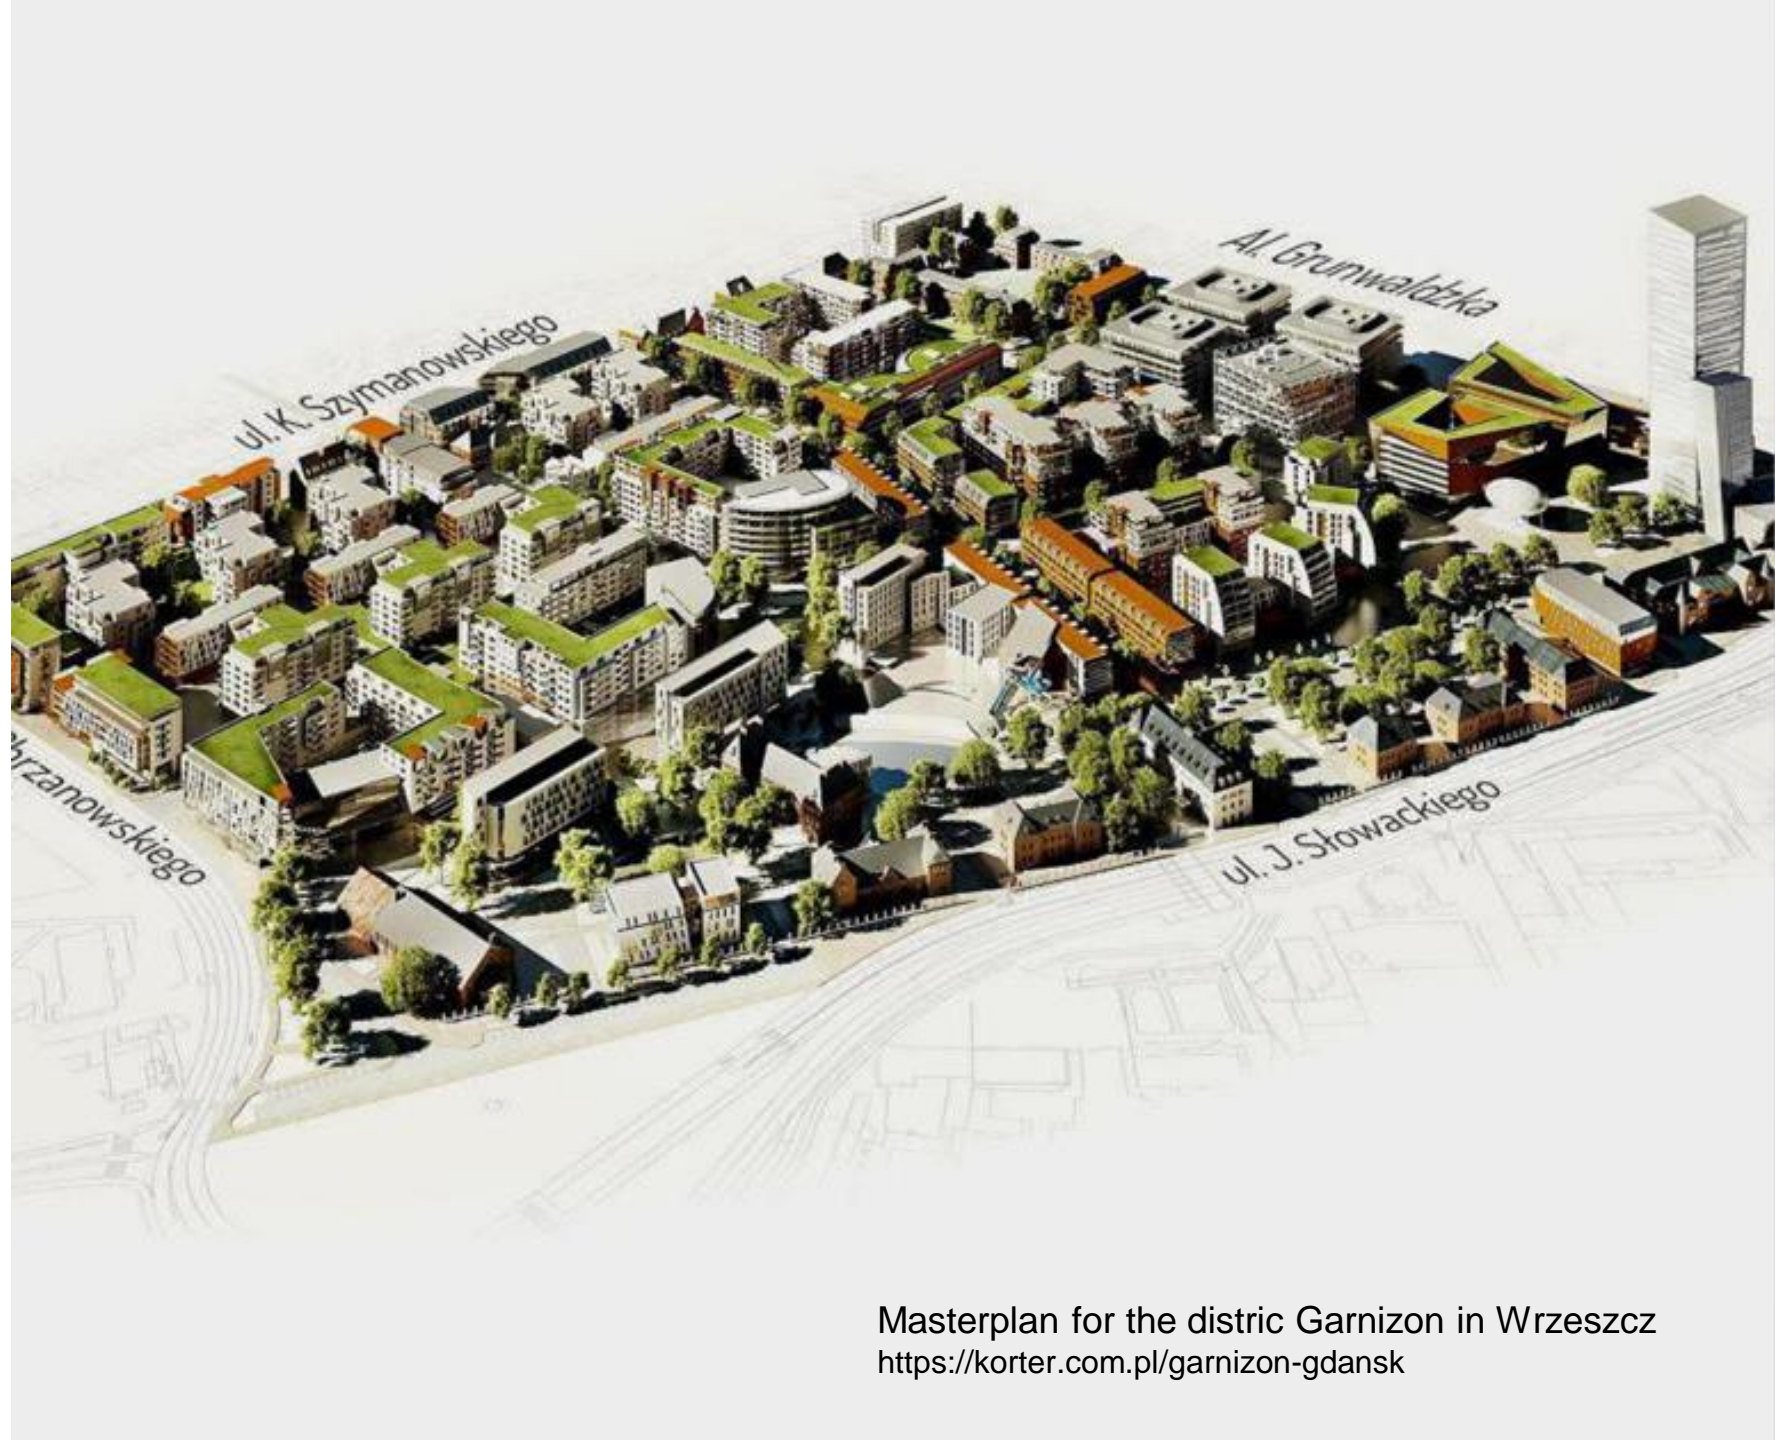 Al. Grunwaldzka
ul. K. Szymanowskiego
ul. J. Słowackiego
Masterplan for the distric Garnizon in Wrzeszcz
https://korter.com.pl/garnizon-gdansk